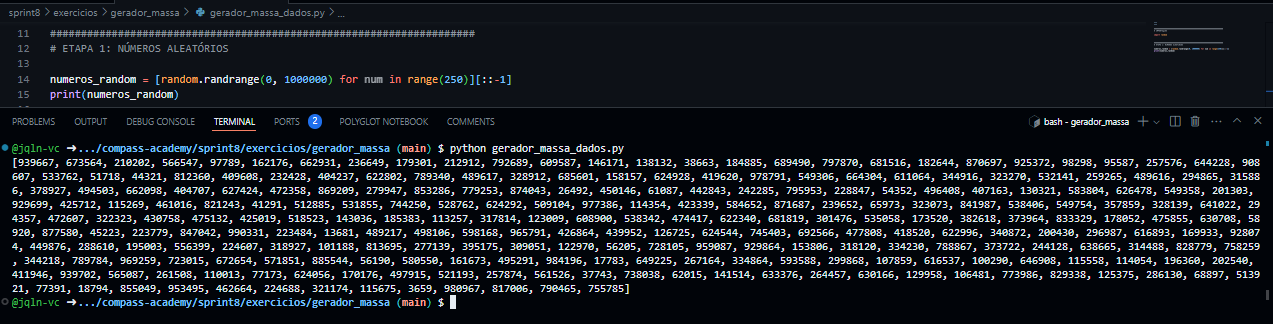 sprint8 > exercicios > gerador_massa > gerador_massa_dados.py > ...
11 ####################################################################
12 # ETAPA 1: NÚMEROS ALEATÓRIOS
13
14 numeros_random = [random.randrange(0, 1000000) for num in range(250)][::-1]
15 print(numeros_random)
PROBLEMS OUTPUT DEBUG CONSOLE TERMINAL PORTS 2 POLYGLOT NOTEBOOK COMMENTS bash - gerador_massa
@jqln-vc ➜ .../compass-academy/sprint8/exercicios/gerador_massa (main) $ python gerador_massa_dados.py
[939667, 673564, 210202, 566547, 97789, 162176, 662931, 236649, 179301, 212912, 792689, 609587, 146171, 138132, 38663, 184885, 689490, 797870, 681516, 182644, 870697, 925372, 98298, 95587, 257576, 644228, 908
607, 533762, 51718, 44321, 812360, 409608, 232428, 404237, 622802, 789340, 489617, 328912, 685601, 158157, 624928, 419620, 978791, 549306, 664304, 611064, 344916, 323270, 532141, 259265, 489616, 294865, 31588
6, 378927, 494503, 662098, 404707, 627424, 472358, 869209, 279947, 853286, 779253, 874043, 26492, 450146, 61087, 442843, 242285, 795953, 228847, 54352, 496408, 407163, 130321, 583804, 626478, 549358, 201303,
929699, 425712, 115269, 461016, 821243, 41291, 512885, 531855, 744250, 528762, 624292, 509104, 977386, 114354, 423339, 584652, 871687, 239652, 65973, 323073, 841987, 538406, 549754, 357859, 328139, 641022, 29
4357, 472607, 322323, 430758, 475132, 425019, 518523, 143036, 185383, 113257, 317814, 123009, 608900, 538342, 474417, 622340, 681819, 301476, 535058, 173520, 382618, 373964, 833329, 178052, 475855, 630708, 58
920, 877580, 45223, 223779, 847042, 990331, 223484, 13681, 489217, 498106, 598168, 965791, 426864, 439952, 126725, 624544, 745403, 692566, 477808, 418520, 622996, 340872, 200430, 296987, 616893, 169933, 92807
4, 449876, 288610, 195003, 556399, 224607, 318927, 101188, 813695, 277139, 395175, 309051, 122970, 56205, 728105, 959087, 929864, 153806, 318120, 334230, 788867, 373722, 244128, 638665, 314488, 828779, 758259
, 344218, 789784, 969259, 723015, 672654, 571851, 885544, 56190, 580550, 161673, 495291, 984196, 17783, 649225, 267164, 334864, 593588, 299868, 107859, 616537, 100290, 646908, 115558, 114054, 196360, 202540,
411946, 939702, 565087, 261508, 110013, 77173, 624056, 170176, 497915, 521193, 257874, 561526, 37743, 738038, 62015, 141514, 633376, 264457, 630166, 129958, 106481, 773986, 829338, 125375, 286130, 68897, 5139
21, 77391, 18794, 855049, 953495, 462664, 224688, 321174, 115675, 3659, 980967, 817006, 790465, 755785]
@jqln-vc ➜ .../compass-academy/sprint8/exercicios/gerador_massa (main) $